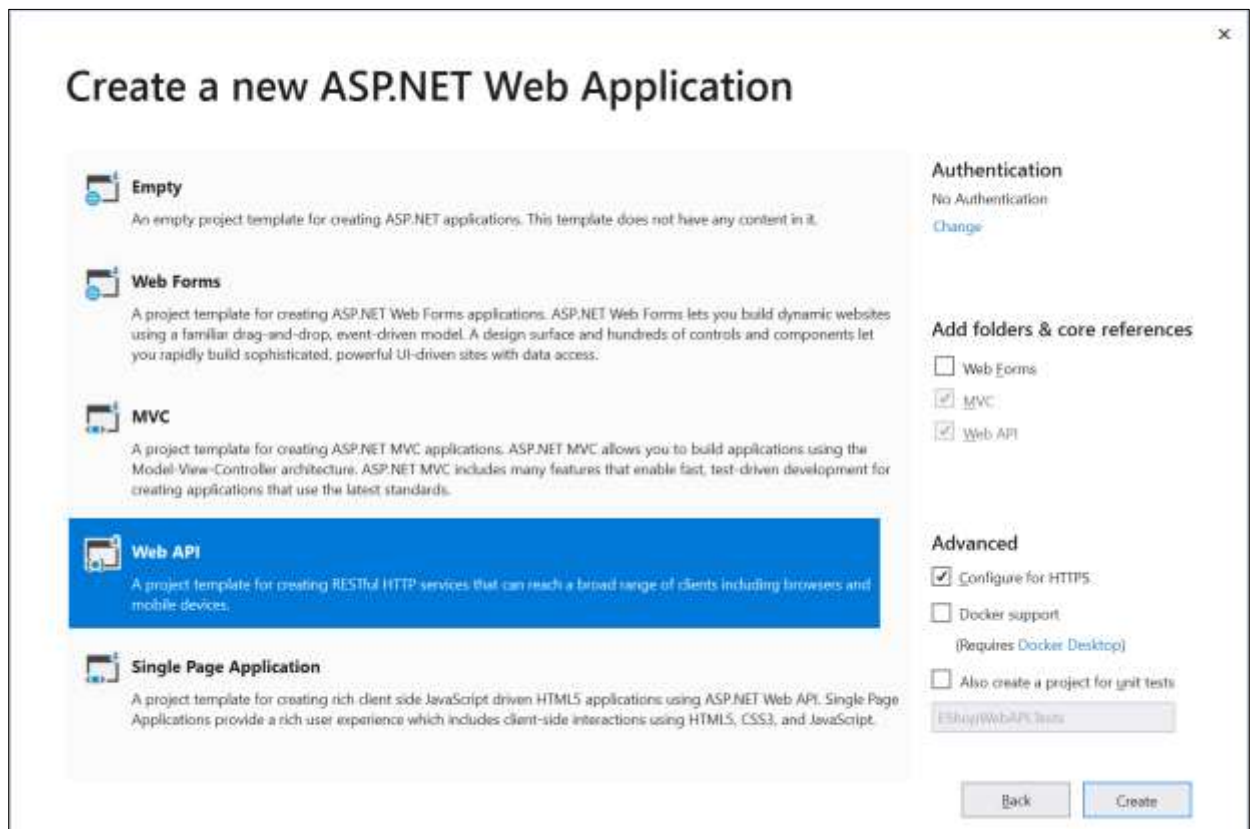 Create a new ASP.NET Web Application
Empty
An empty project template for creating ASP.NET applications. This template does not have any content in it.
Web Forms
A project template for creating ASP.NET Web Forms applications. ASP.NET Web Forms lets you build dynamic websites
using a familiar drag-and-drop, event-driven model. A design surface and hundreds of controls and components let
you rapidly build sophisticated, powerful UI-driven sites with data access.
MVC
A project template for creating ASP.NET MVC applications. ASP.NET MVC allows you to build applications using the
Model-View-Controller architecture. ASP.NET MVC includes many features that enable fast, test-driven development for
creating applications that use the latest standards.
Web API
A project template for creating RESTful HTTP services that can reach a broad range of clients including browsers and
mobile devices.
Single Page Application
A project template for creating rich client side JavaScript driven HTML5 applications using ASP.NET Web API. Single Page
Applications provide a rich user experience which includes client-side interactions using HTML5, CSS3, and JavaScript.
Authentication
No Authentication
Change
Add folders & core references
Web Forms
MVC
Web API
Advanced
Configure for HTTPS
Docker support
(Requires Docker Desktop)
Also create a project for unit tests
EShopWebAPI.Tests
Back
Create